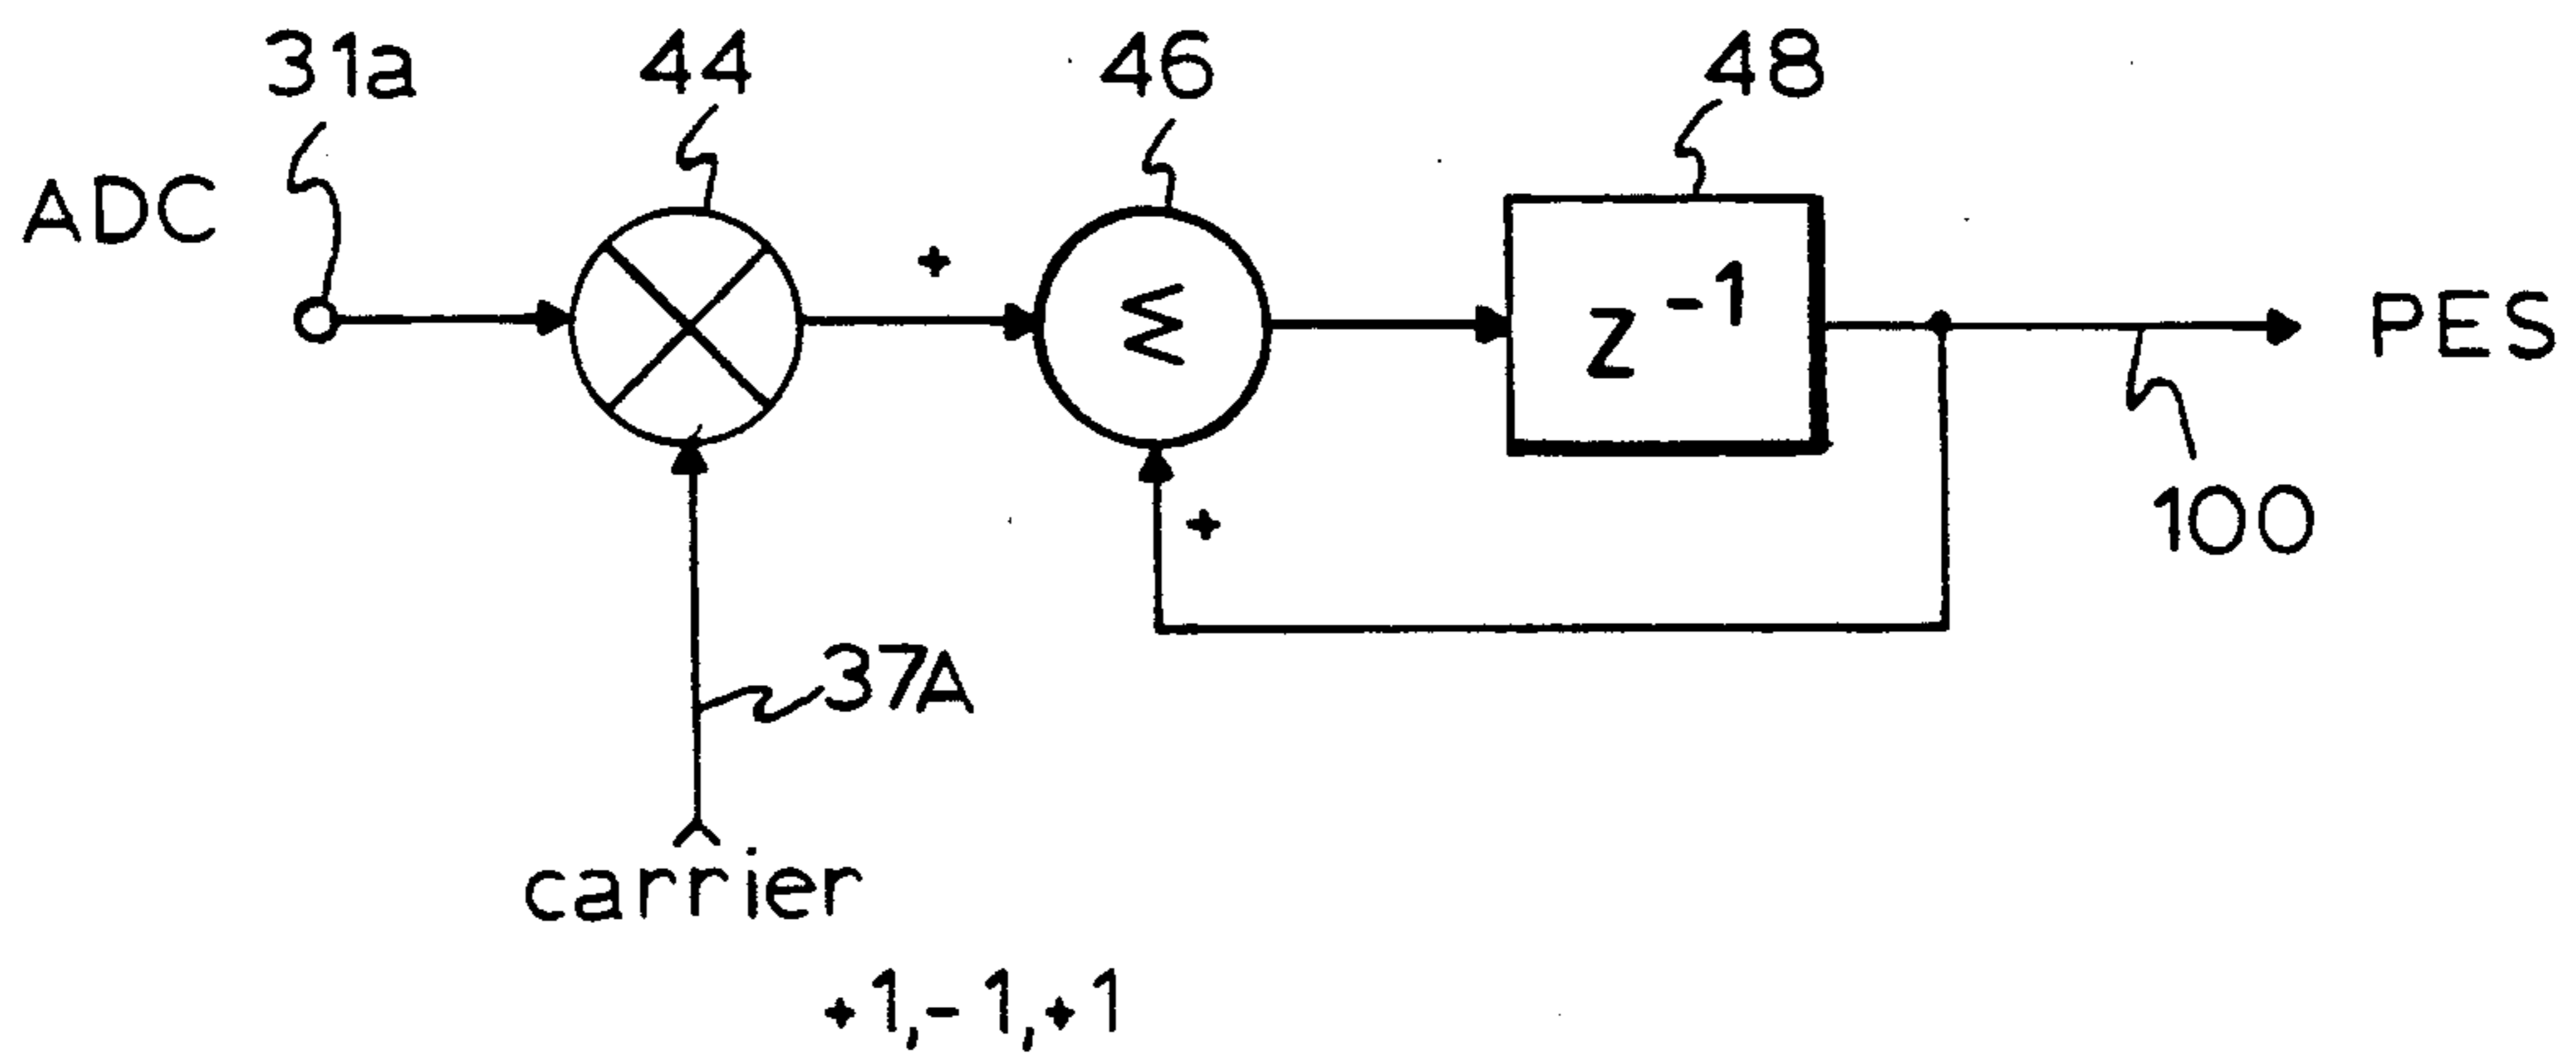 31a 44 46 48
ADC
+
Σ
z⁻¹
PES
+
100
37A
carrier
+1,-1,+1